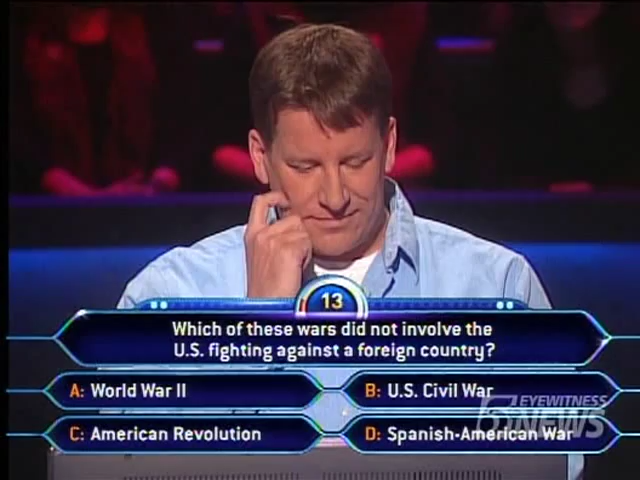 13
Which of these wars did not involve the
U.S. fighting against a foreign country?
A: World War II
B: U.S. Civil War
C: American Revolution
D: Spanish-American War
5 EYEWITNESS
NEWS